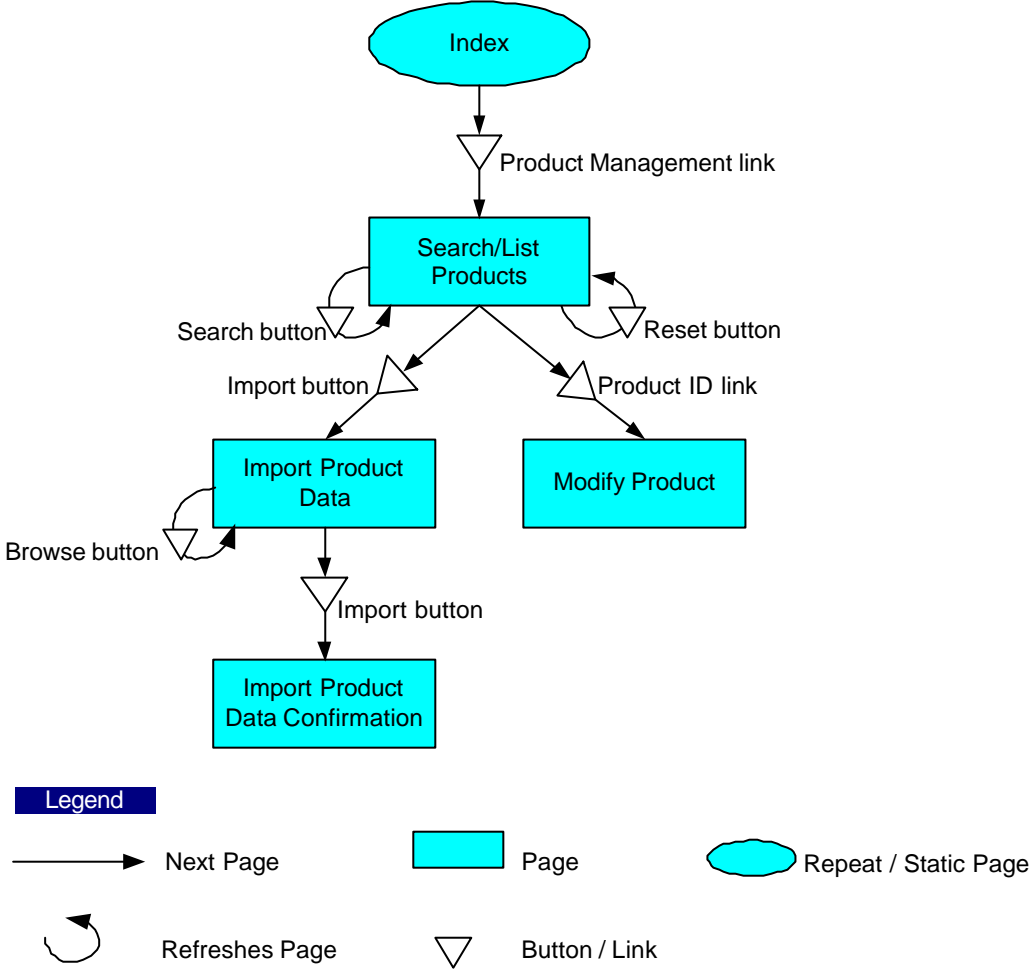 Index
Product Management link
Search/List
Products
Search button
Reset button
Import button
Product ID link
Import Product
Data
Modify Product
Browse button
Import button
Import Product
Data Confirmation
Legend
Next Page
Page
Repeat / Static Page
Refreshes Page
Button / Link